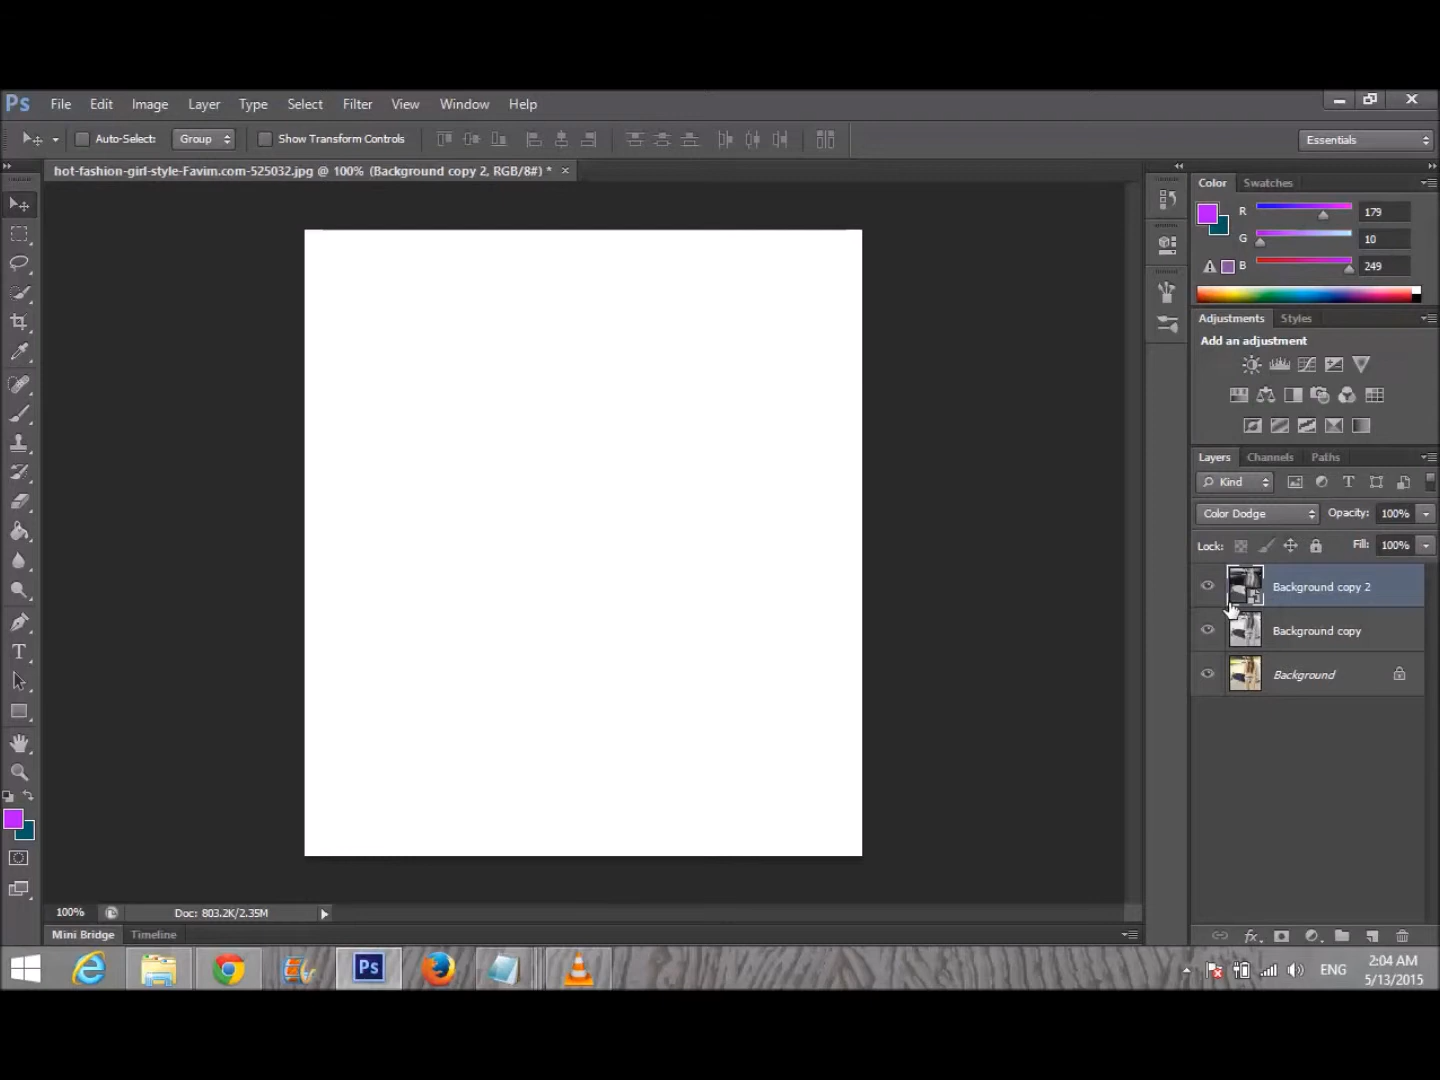 Ps File Edit Image Layer Type Select Filter View Window Help
Auto-Select: Group Show Transform Controls Essentials
hot-fashion-girl-style-Favim.com-525032.jpg @ 100% (Background copy 2, RGB/8#) *
Color Swatches
R 179
G 10
B 249
Adjustments Styles
Add an adjustment
Layers Channels Paths
Kind
Color Dodge Opacity: 100%
Lock: Fill: 100%
Background copy 2
Background copy
Background
100% Doc: 803.2K/2.35M
Mini Bridge Timeline
Ps ENG 2:04 AM
5/13/2015